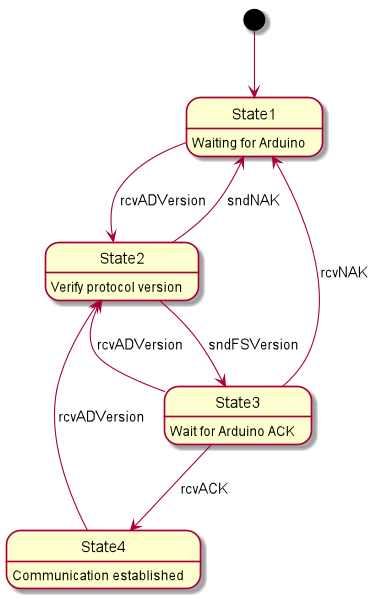 State1
Waiting for Arduino
rcvADVersion
sndNAK
State2
Verify protocol version
rcvNAK
rcvADVersion
sndFSVersion
State3
Wait for Arduino ACK
rcvADVersion
rcvACK
State4
Communication established